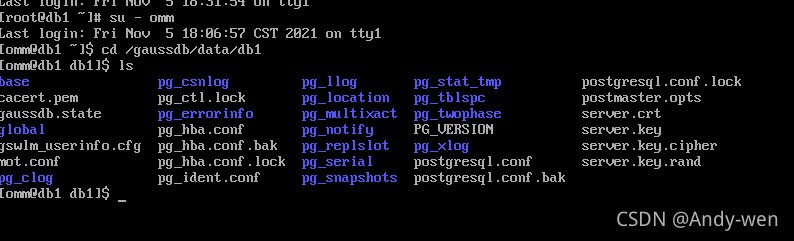 Last login: Fri Nov  5 18:31:54 on tty1
[root@db1 ~]# su - omm
Last login: Fri Nov  5 18:06:57 CST 2021 on tty1
[omm@db1 ~]$ cd /gaussdb/data/db1
[omm@db1 db1]$ ls
base pg_csnlog pg_llog pg_stat_tmp postgresql.conf.lock
cacert.pem pg_ctl.lock pg_location pg_tblspc postmaster.opts
gaussdb.state pg_errorinfo pg_multixact pg_twophase server.crt
global pg_hba.conf pg_notify PG_VERSION server.key
gswlm_userinfo.cfg pg_hba.conf.bak pg_replslot pg_xlog server.key.cipher
mot.conf pg_hba.conf.lock pg_serial postgresql.conf server.key.rand
pg_clog pg_ident.conf pg_snapshots postgresql.conf.bak
[omm@db1 db1]$ _
CSDN @Andy-wen